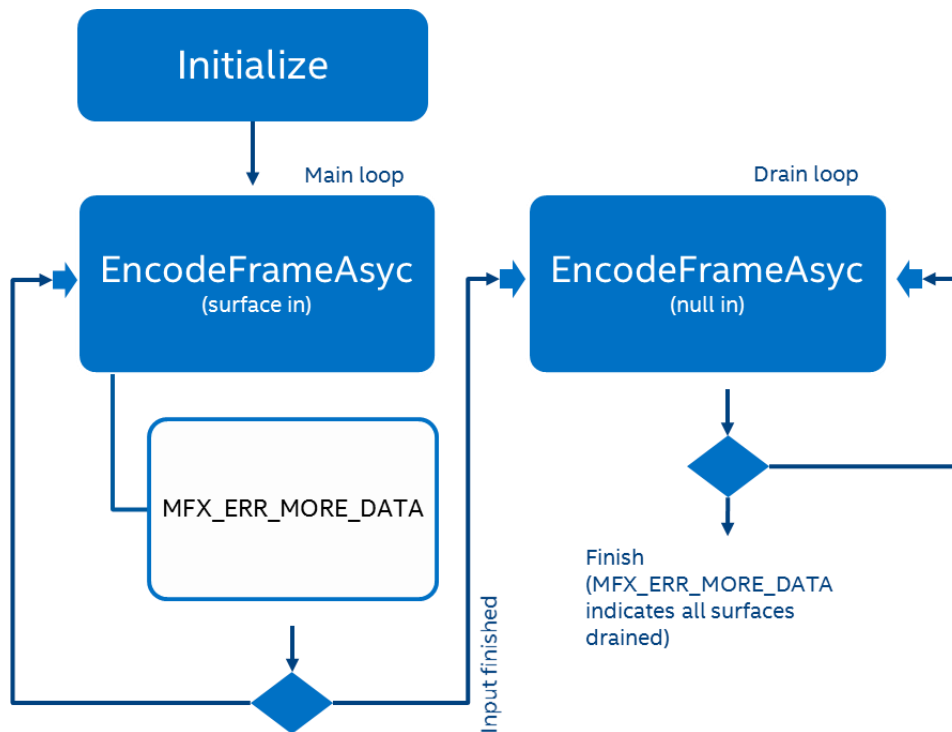 Initialize
Main loop
EncodeFrameAsyc
(surface in)
MFX_ERR_MORE_DATA
Input finished
Drain loop
EncodeFrameAsyc
(null in)
Finish
(MFX_ERR_MORE_DATA
indicates all surfaces
drained)